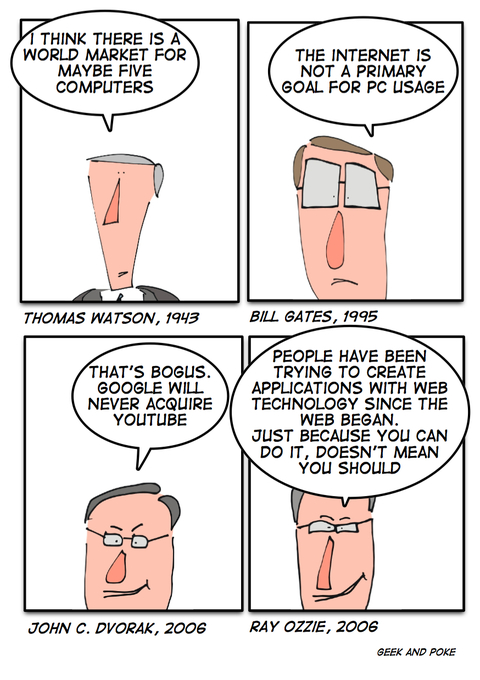 I THINK THERE IS A
WORLD MARKET FOR
MAYBE FIVE
COMPUTERS
THE INTERNET IS
NOT A PRIMARY
GOAL FOR PC USAGE
THOMAS WATSON, 1943
BILL GATES, 1995
THAT'S BOGUS.
GOOGLE WILL
NEVER ACQUIRE
YOUTUBE
PEOPLE HAVE BEEN
TRYING TO CREATE
APPLICATIONS WITH WEB
TECHNOLOGY SINCE THE
WEB BEGAN.
JUST BECAUSE YOU CAN
DO IT, DOESN'T MEAN
YOU SHOULD
JOHN C. DVORAK, 2006
RAY OZZIE, 2006
GEEK AND POKE